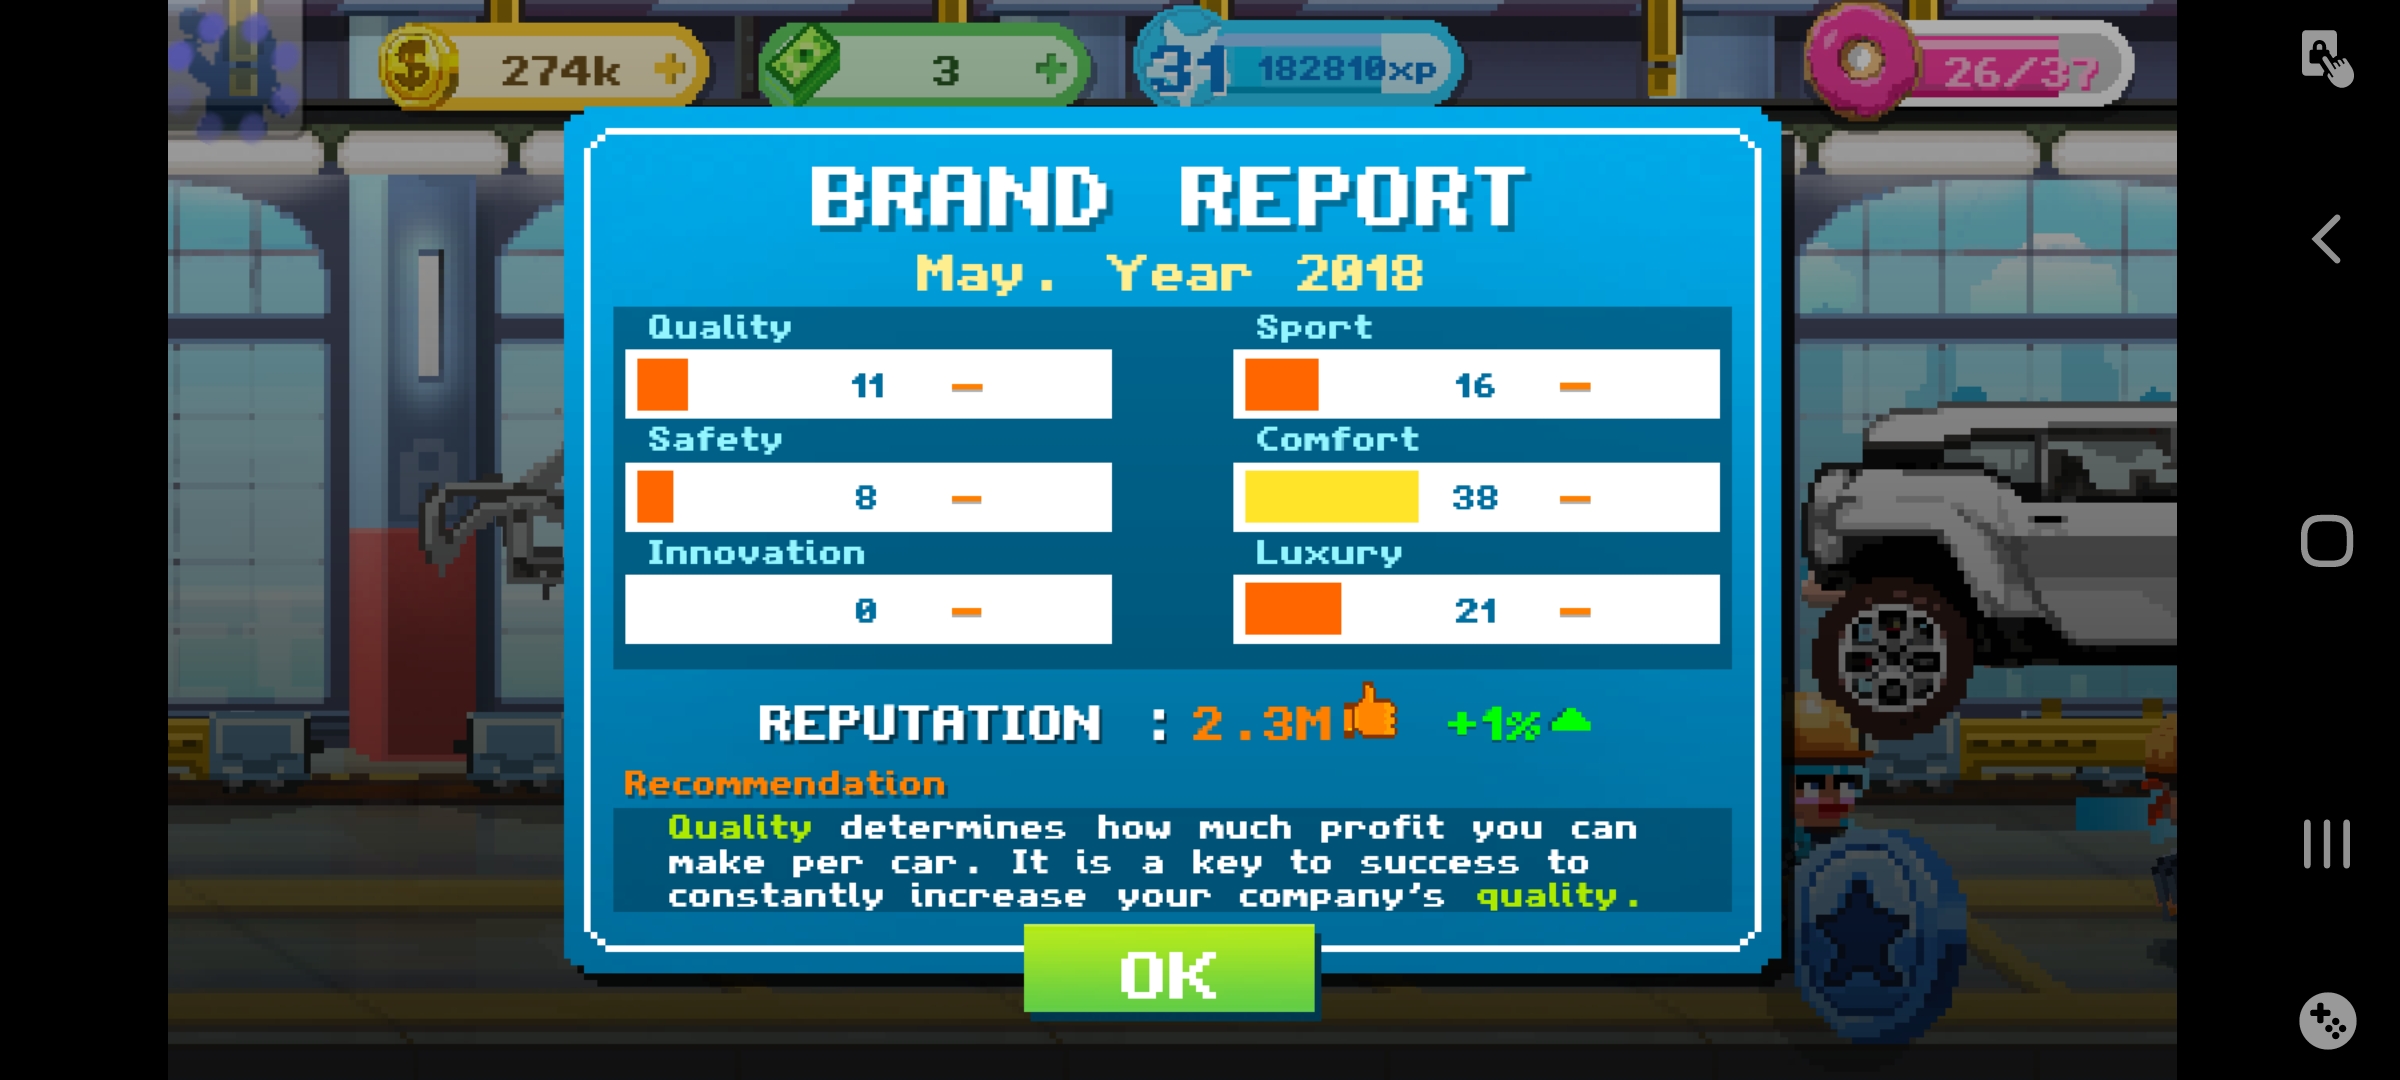 274k +
3 +
31 182810xp
26/37
BRAND REPORT
May. Year 2018
Quality
Sport
11 –
16 –
Safety
Comfort
8 –
38 –
Innovation
Luxury
0 –
21 –
REPUTATION : 2.3M +1%
Recommendation
Quality determines how much profit you can
make per car. It is a key to success to
constantly increase your company's quality.
OK